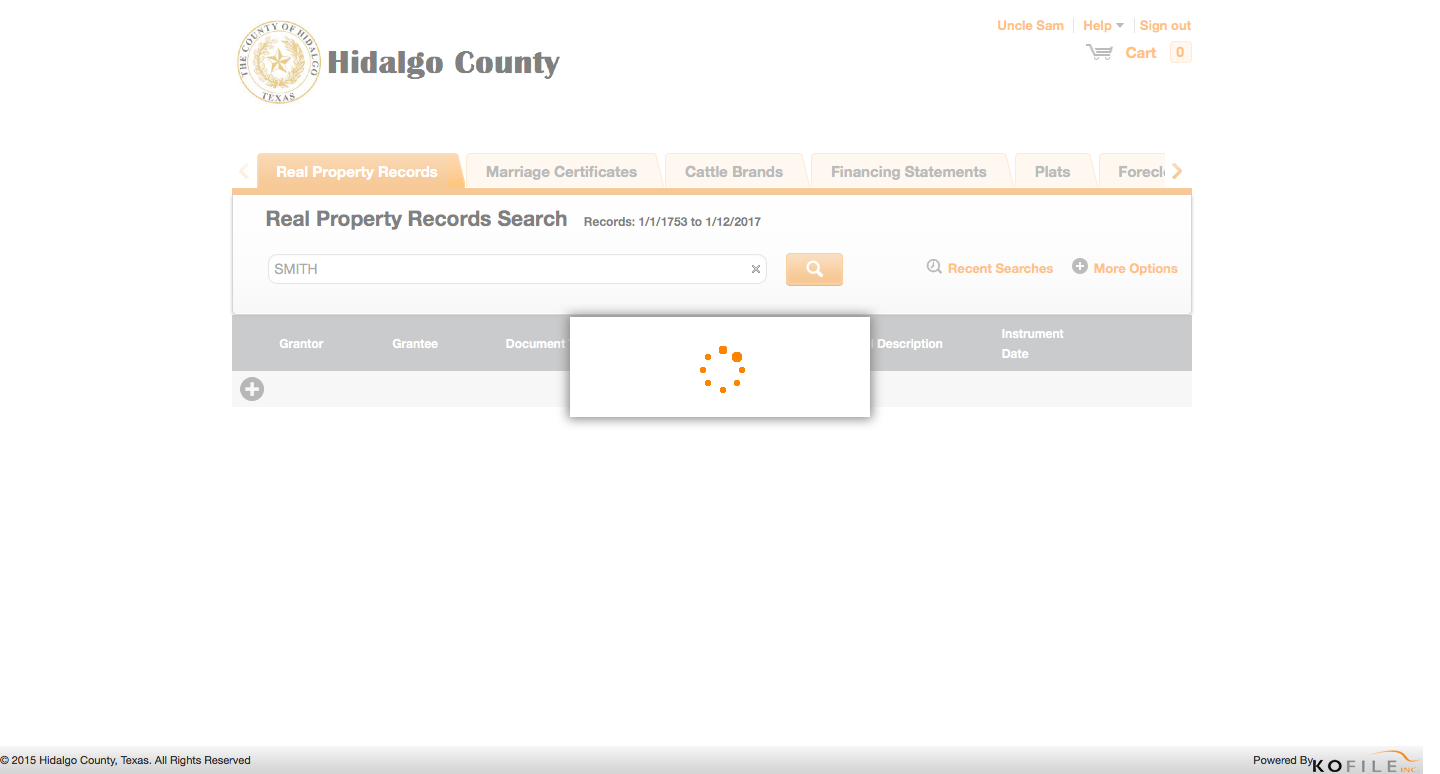 THE COUNTY OF HIDALGO
TEXAS
Hidalgo County
Uncle Sam
Help
Sign out
Cart 0
Real Property Records
Marriage Certificates
Cattle Brands
Financing Statements
Plats
Real Property Records Search Records: 1/1/1753 to 1/12/2017
SMITH
Recent Searches
More Options
Grantor
Grantee
Document
Description
Instrument
Date
© 2015 Hidalgo County, Texas. All Rights Reserved
Powered By
KOFILE INC.